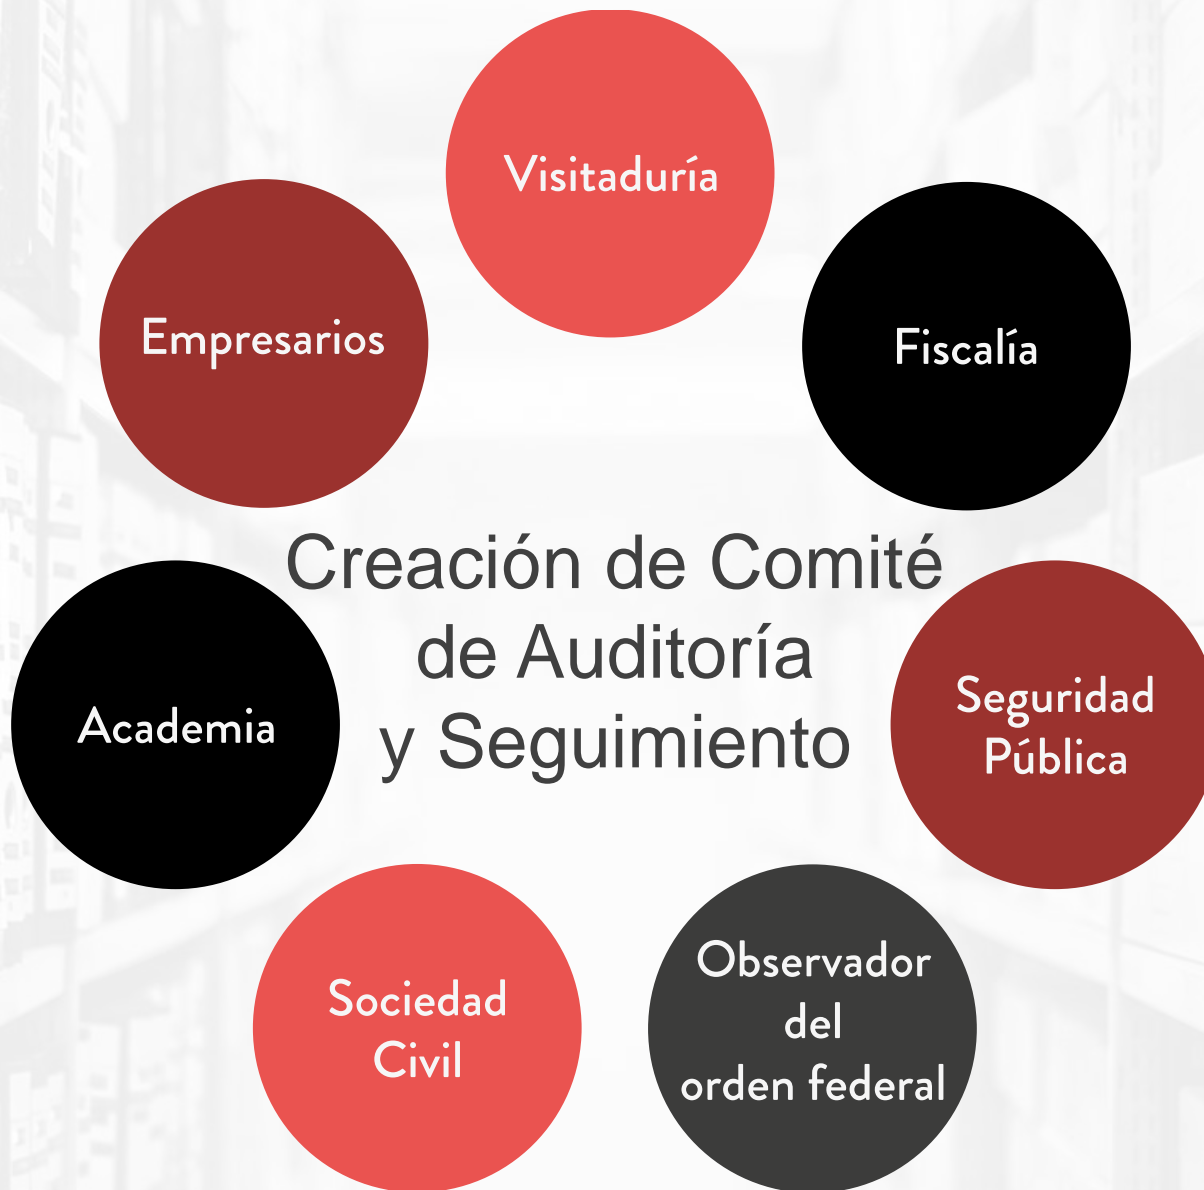 Visitaduría
Empresarios
Fiscalía
Creación de Comité
de Auditoría
y Seguimiento
Academia
Seguridad
Pública
Sociedad
Civil
Observador
del
orden federal